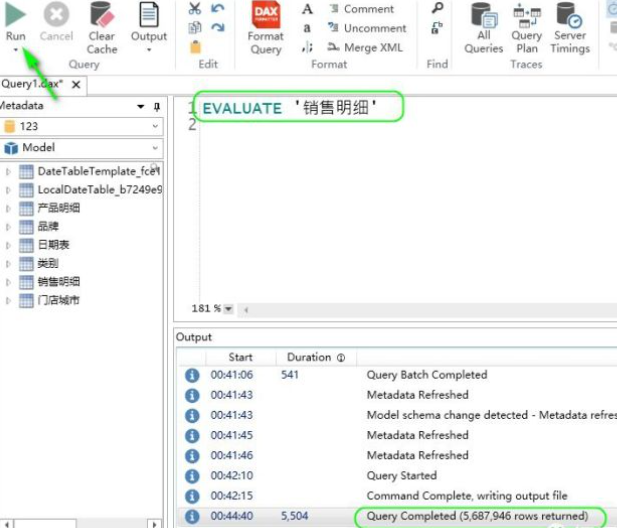 Comment
Uncomment
Merge XML
Run
Cancel
Clear
Cache
Output
DAX
FORMATTER
Format
Query
All
Queries
Query
Plan
Server
Timings
Query
Edit
Format
Find
Traces
Query1.dax*
Metadata
123
Model
DateTableTemplate_fce1
LocalDateTable_b7249e9
产品明细
品牌
日期表
类别
销售明细
门店城市
1 EVALUATE '销售明细'
2
181 %
Output
Start Duration
00:41:06 541 Query Batch Completed
00:41:43 Metadata Refreshed
00:41:43 Model schema change detected - Metadata refres
00:41:45 Metadata Refreshed
00:41:46 Metadata Refreshed
00:42:10 Query Started
00:42:15 Command Complete, writing output file
00:44:40 5,504 Query Completed (5,687,946 rows returned)